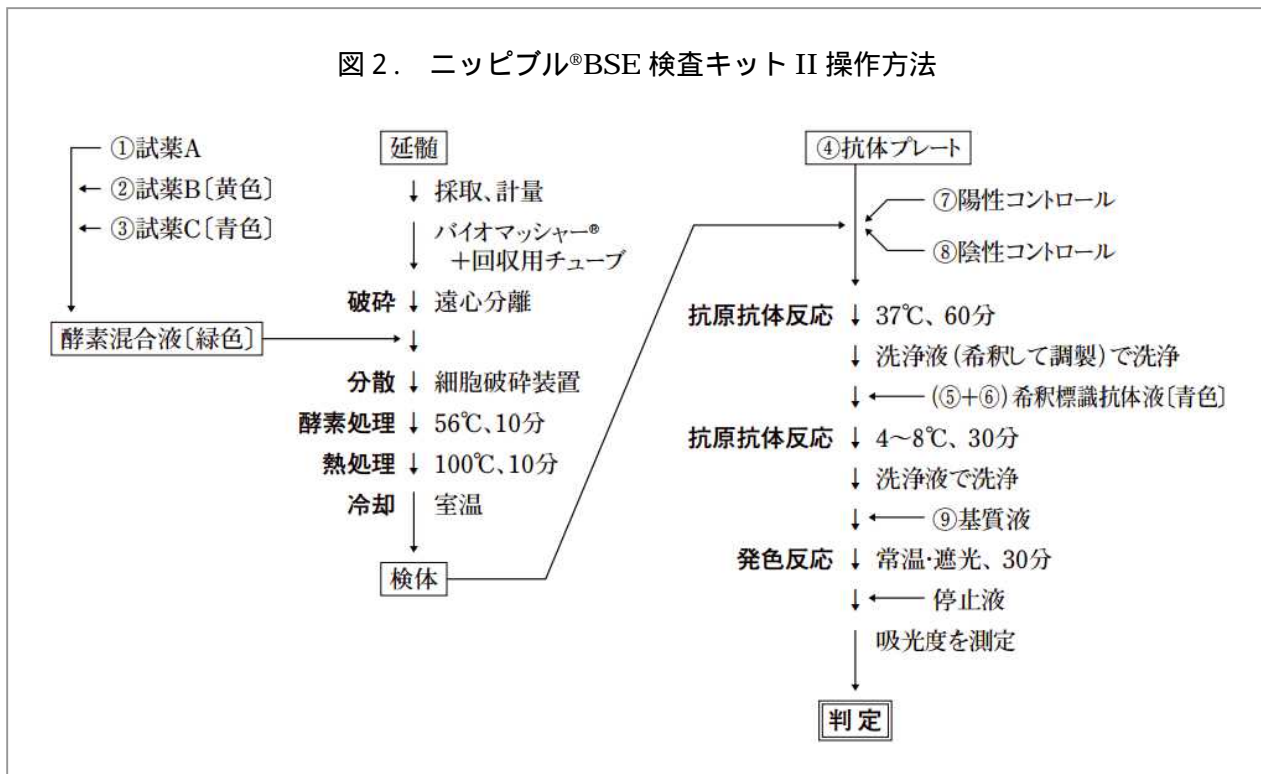 図2. ニッピブル®BSE 検査キット II 操作方法
①試薬A
②試薬B〔黄色〕
③試薬C〔青色〕
酵素混合液〔緑色〕
延髄
採取、計量
バイオマッシャー®
+回収用チューブ
破砕 遠心分離
分散 細胞破砕装置
酵素処理 56℃、10分
熱処理 100℃、10分
冷却 室温
検体
④抗体プレート
⑦陽性コントロール
⑧陰性コントロール
抗原抗体反応 37℃、60分
洗浄液(希釈して調製)で洗浄
(⑤+⑥)希釈標識抗体液〔青色〕
抗原抗体反応 4〜8℃、30分
洗浄液で洗浄
⑨基質液
発色反応 常温・遮光、30分
停止液
吸光度を測定
判定